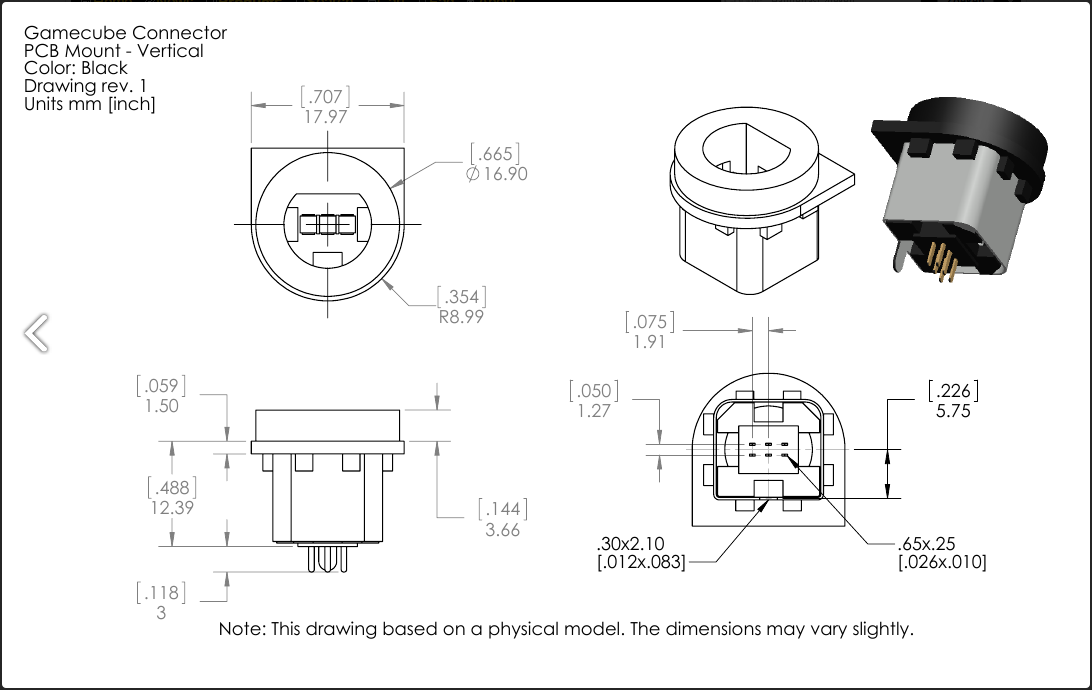 Gamecube Connector
PCB Mount - Vertical
Color: Black
Drawing rev. 1
Units mm [inch]
[.707]
17.97
[.665]
Ø16.90
[.354]
R8.99
[.075]
1.91
[.059]
1.50
[.050]
1.27
[.226]
5.75
[.488]
12.39
[.144]
3.66
.30x2.10
[.012x.083]
.65x.25
[.026x.010]
[.118]
3
Note: This drawing based on a physical model. The dimensions may vary slightly.